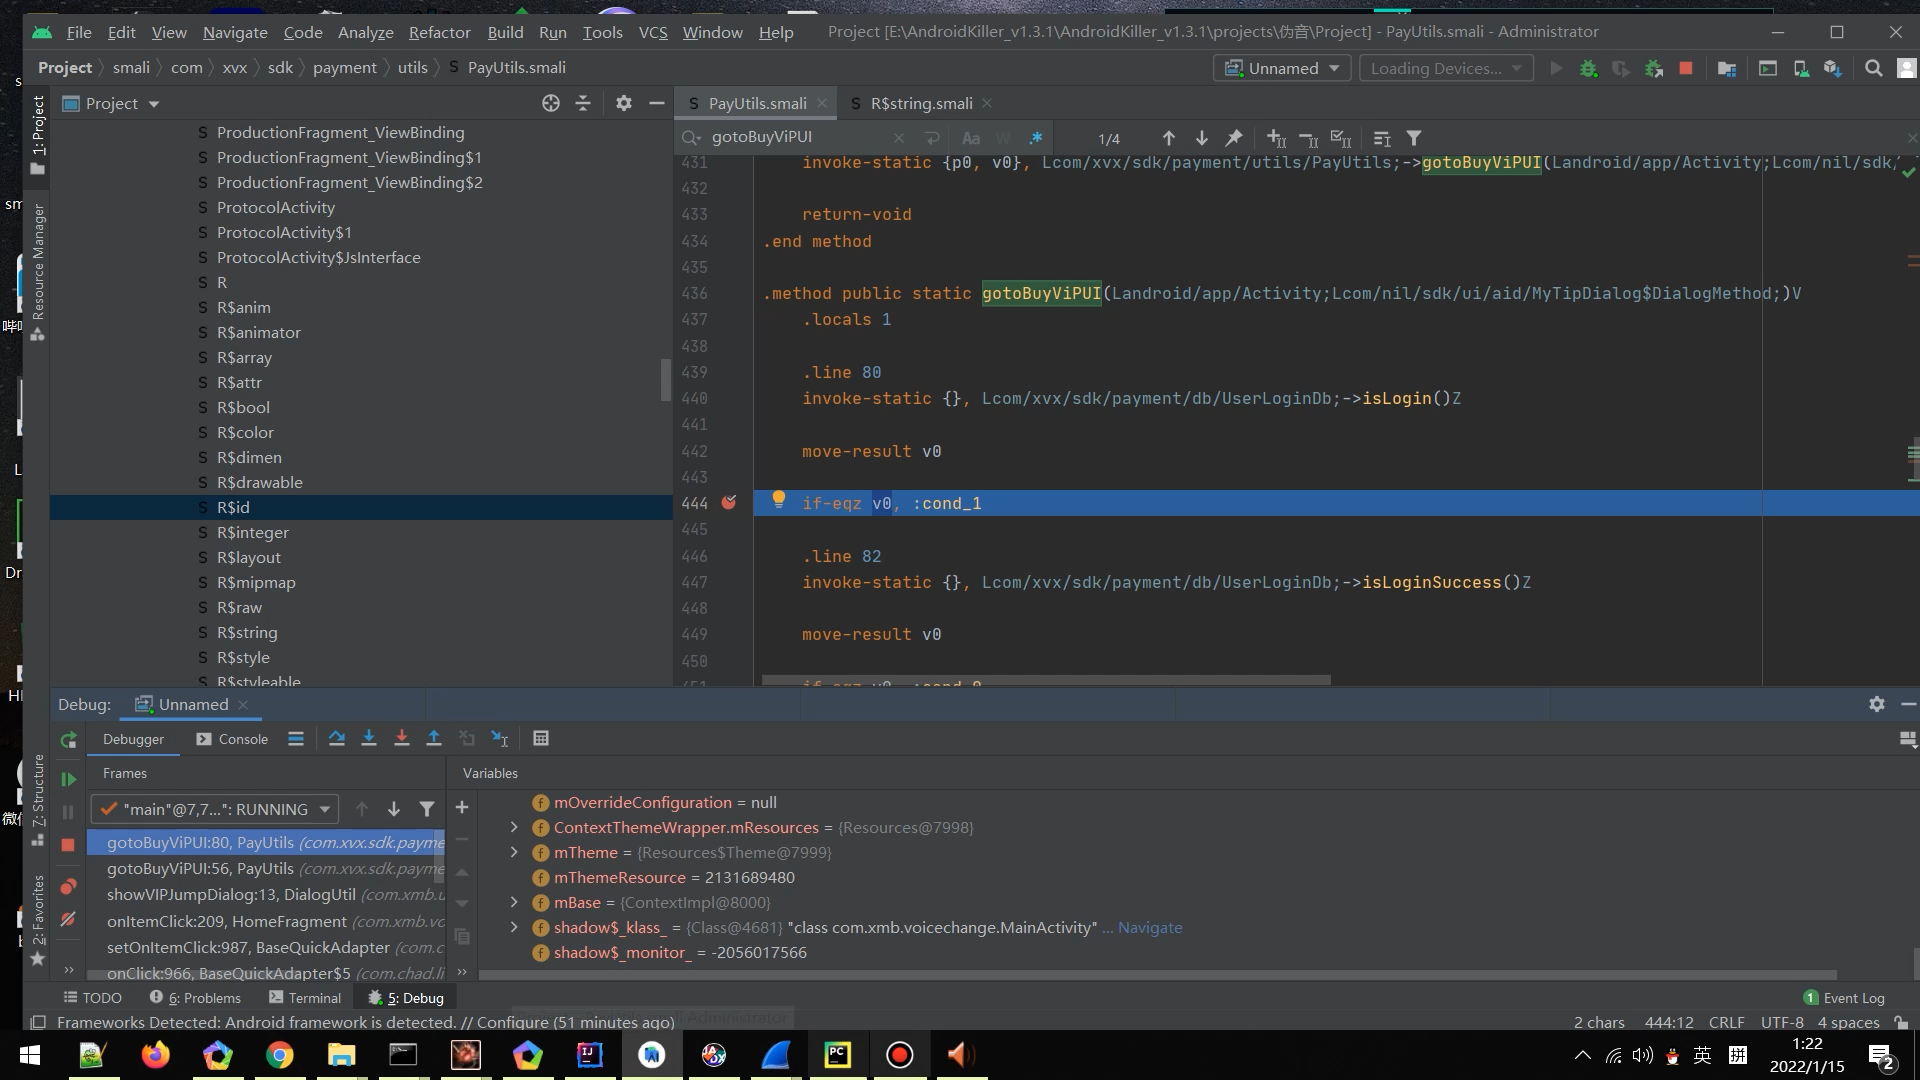 File Edit View Navigate Code Analyze Refactor Build Run Tools VCS Window Help Project [E:\AndroidKiller_v1.3.1\AndroidKiller_v1.3.1\projects\伪音\Project] - PayUtils.smali - Administrator
Project smali com xvx sdk payment utils PayUtils.smali Unnamed Loading Devices...
Project
PayUtils.smali R$string.smali
gotoBuyViPUI 1/4
1: Project
Resource Manager
Z: Structure
2: Favorites
ProductionFragment_ViewBinding
ProductionFragment_ViewBinding$1
ProductionFragment_ViewBinding$2
ProtocolActivity
ProtocolActivity$1
ProtocolActivity$JsInterface
R
R$anim
R$animator
R$array
R$attr
R$bool
R$color
R$dimen
R$drawable
R$id
R$integer
R$layout
R$mipmap
R$raw
R$string
R$style
R$styleable
431 invoke-static {p0, v0}, Lcom/xvx/sdk/payment/utils/PayUtils;->gotoBuyViPUI(Landroid/app/Activity;Lcom/nil/sdk/
432
433 return-void
434 .end method
435
436 .method public static gotoBuyViPUI(Landroid/app/Activity;Lcom/nil/sdk/ui/aid/MyTipDialog$DialogMethod;)V
437 .locals 1
438
439 .line 80
440 invoke-static {}, Lcom/xvx/sdk/payment/db/UserLoginDb;->isLogin()Z
441
442 move-result v0
443
444 if-eqz v0, :cond_1
445
446 .line 82
447 invoke-static {}, Lcom/xvx/sdk/payment/db/UserLoginDb;->isLoginSuccess()Z
448
449 move-result v0
450
Debug: Unnamed
Debugger Console
Frames Variables
"main"@7,7...": RUNNING
gotoBuyViPUI:80, PayUtils (com.xvx.sdk.payme
gotoBuyViPUI:56, PayUtils (com.xvx.sdk.payme
showVIPJumpDialog:13, DialogUtil (com.xmb.u
onItemClick:209, HomeFragment (com.xmb.vo
setOnItemClick:987, BaseQuickAdapter (com.c
onClick:966, BaseQuickAdapter$5 (com.chad.li
mOverrideConfiguration = null
ContextThemeWrapper.mResources = {Resources@7998}
mTheme = {Resources$Theme@7999}
mThemeResource = 2131689480
mBase = {ContextImpl@8000}
shadow$_klass_ = {Class@4681} "class com.xmb.voicechange.MainActivity" ... Navigate
shadow$_monitor_ = -2056017566
TODO 6: Problems Terminal 5: Debug 1 Event Log
Frameworks Detected: Android framework is detected. // Configure (51 minutes ago) 2 chars 444:12 CRLF UTF-8 4 spaces
英 拼 1:22
2022/1/15 2